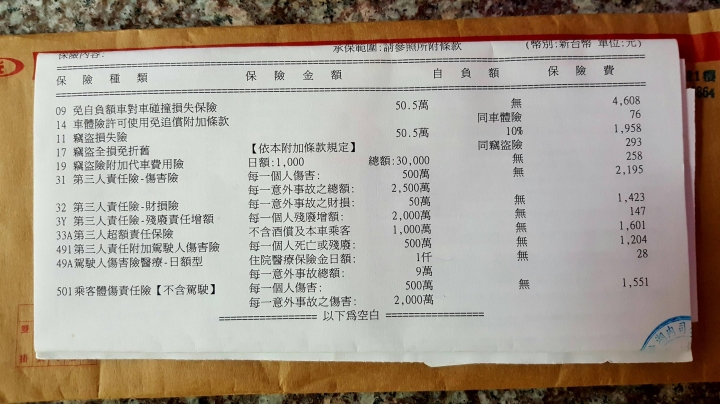 保險內容: 承保範圍:請參照所附條款 (幣別:新台幣 單位:元)
保 險 種 類 保 險 金 額 自 負 額 保 險 費
09 免自負額車對車碰撞損失保險 50.5萬 無 4,608
14 車體險許可使用免追償附加條款 同車體險 76
11 竊盜損失險 50.5萬 10% 1,958
17 竊盜全損免折舊 【依本附加條款規定】 同竊盜險 293
19 竊盜險附加代車費用險 日額:1,000 總額:30,000 無 258
31 第三人責任險-傷害險 每一個人傷害: 500萬 無 2,195
每一意外事故之總額: 2,500萬
32 第三人責任險-財損險 每一意外事故之財損: 50萬 無 1,423
3Y 第三人責任險-殘廢責任增額 每一個人殘廢增額: 2,000萬 無 147
33A第三人超額責任保險 不含酒償及本車乘客 1,000萬 無 1,601
491第三人責任附加駕駛人傷害險 每一個人死亡或殘廢: 500萬 無 1,204
49A駕駛人傷害險醫療-日額型 住院醫療保險金日額: 1仟 無 28
每一意外事故總額: 9萬
501乘客體傷責任險【不含駕駛】 每一個人傷害: 500萬 無 1,551
每一意外事故之傷害: 2,000萬
================= 以下為空白 =================